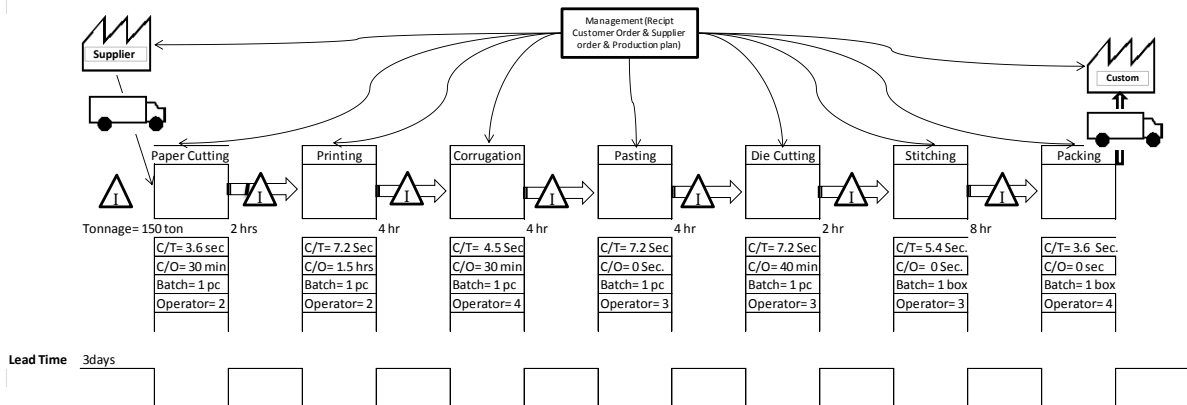 Management (Recipt
Customer Order & Supplier
order & Production plan)
Supplier
Custom
Paper Cutting
Printing
Corrugation
Pasting
Die Cutting
Stitching
Packing
I
I
I
I
I
I
I
Tonnage= 150 ton
2 hrs
4 hr
4 hr
4 hr
2 hr
8 hr
C/T= 3.6 sec
C/O= 30 min
Batch= 1 pc
Operator= 2
C/T= 7.2 Sec
C/O= 1.5 hrs
Batch= 1 pc
Operator= 2
C/T= 4.5 Sec
C/O= 30 min
Batch= 1 pc
Operator= 4
C/T= 7.2 Sec
C/O= 0 Sec.
Batch= 1 pc
Operator= 3
C/T= 7.2 Sec
C/O= 40 min
Batch= 1 pc
Operator= 3
C/T= 5.4 Sec.
C/O= 0 Sec.
Batch= 1 box
Operator= 3
C/T= 3.6 Sec.
C/O= 0 sec
Batch= 1 box
Operator= 4
Lead Time
3days